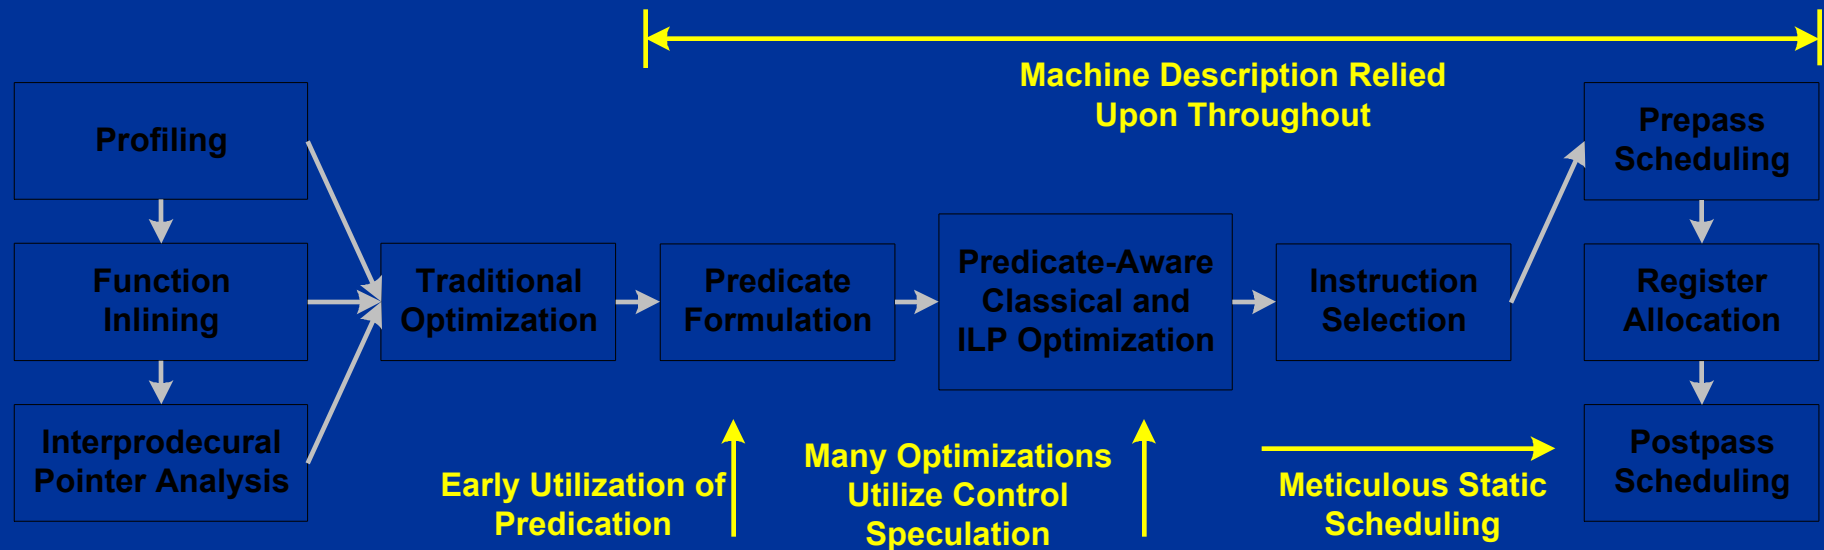 Machine Description Relied
Upon Throughout
Profiling
Function
Inlining
Interprodecural
Pointer Analysis
Traditional
Optimization
Predicate
Formulation
Predicate-Aware
Classical and
ILP Optimization
Instruction
Selection
Prepass
Scheduling
Register
Allocation
Postpass
Scheduling
Early Utilization of
Predication
Many Optimizations
Utilize Control
Speculation
Meticulous Static
Scheduling